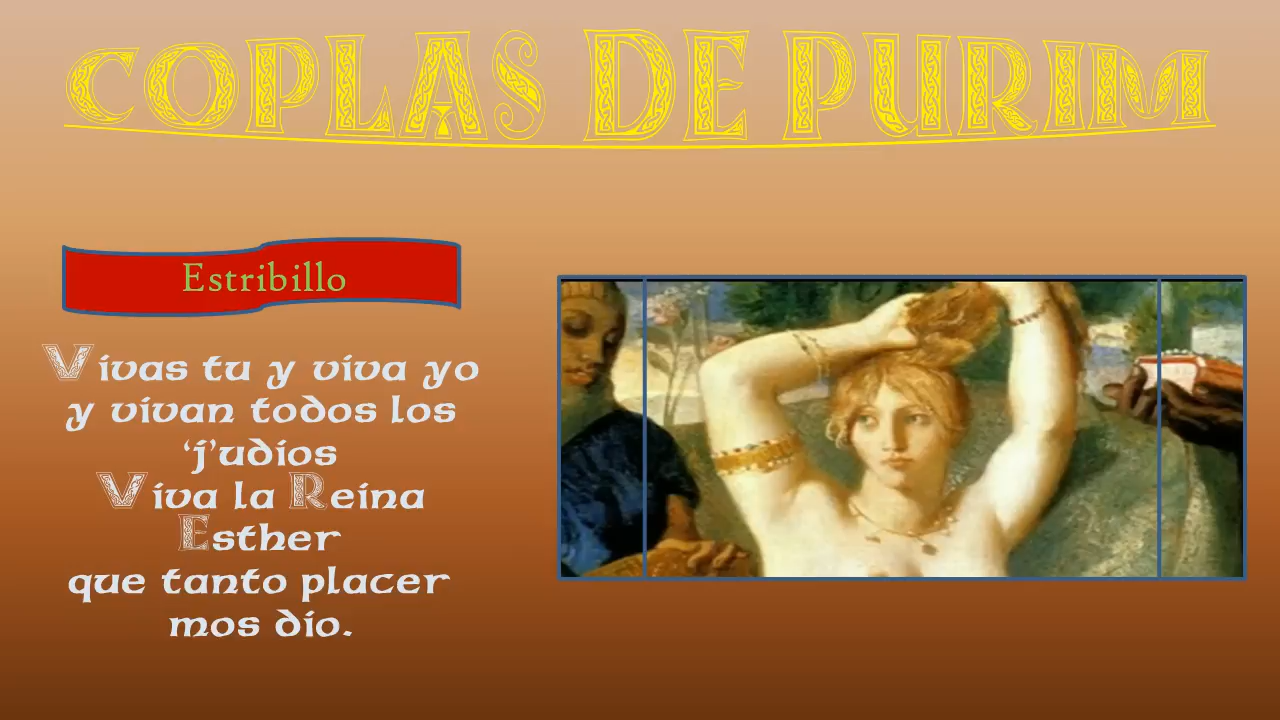 COPLAS DE PURIM
Estribillo
Vivas tu y viva yo
y vivan todos los
‘j’udios
Viva la Reina
Esther
que tanto placer
mos dio.